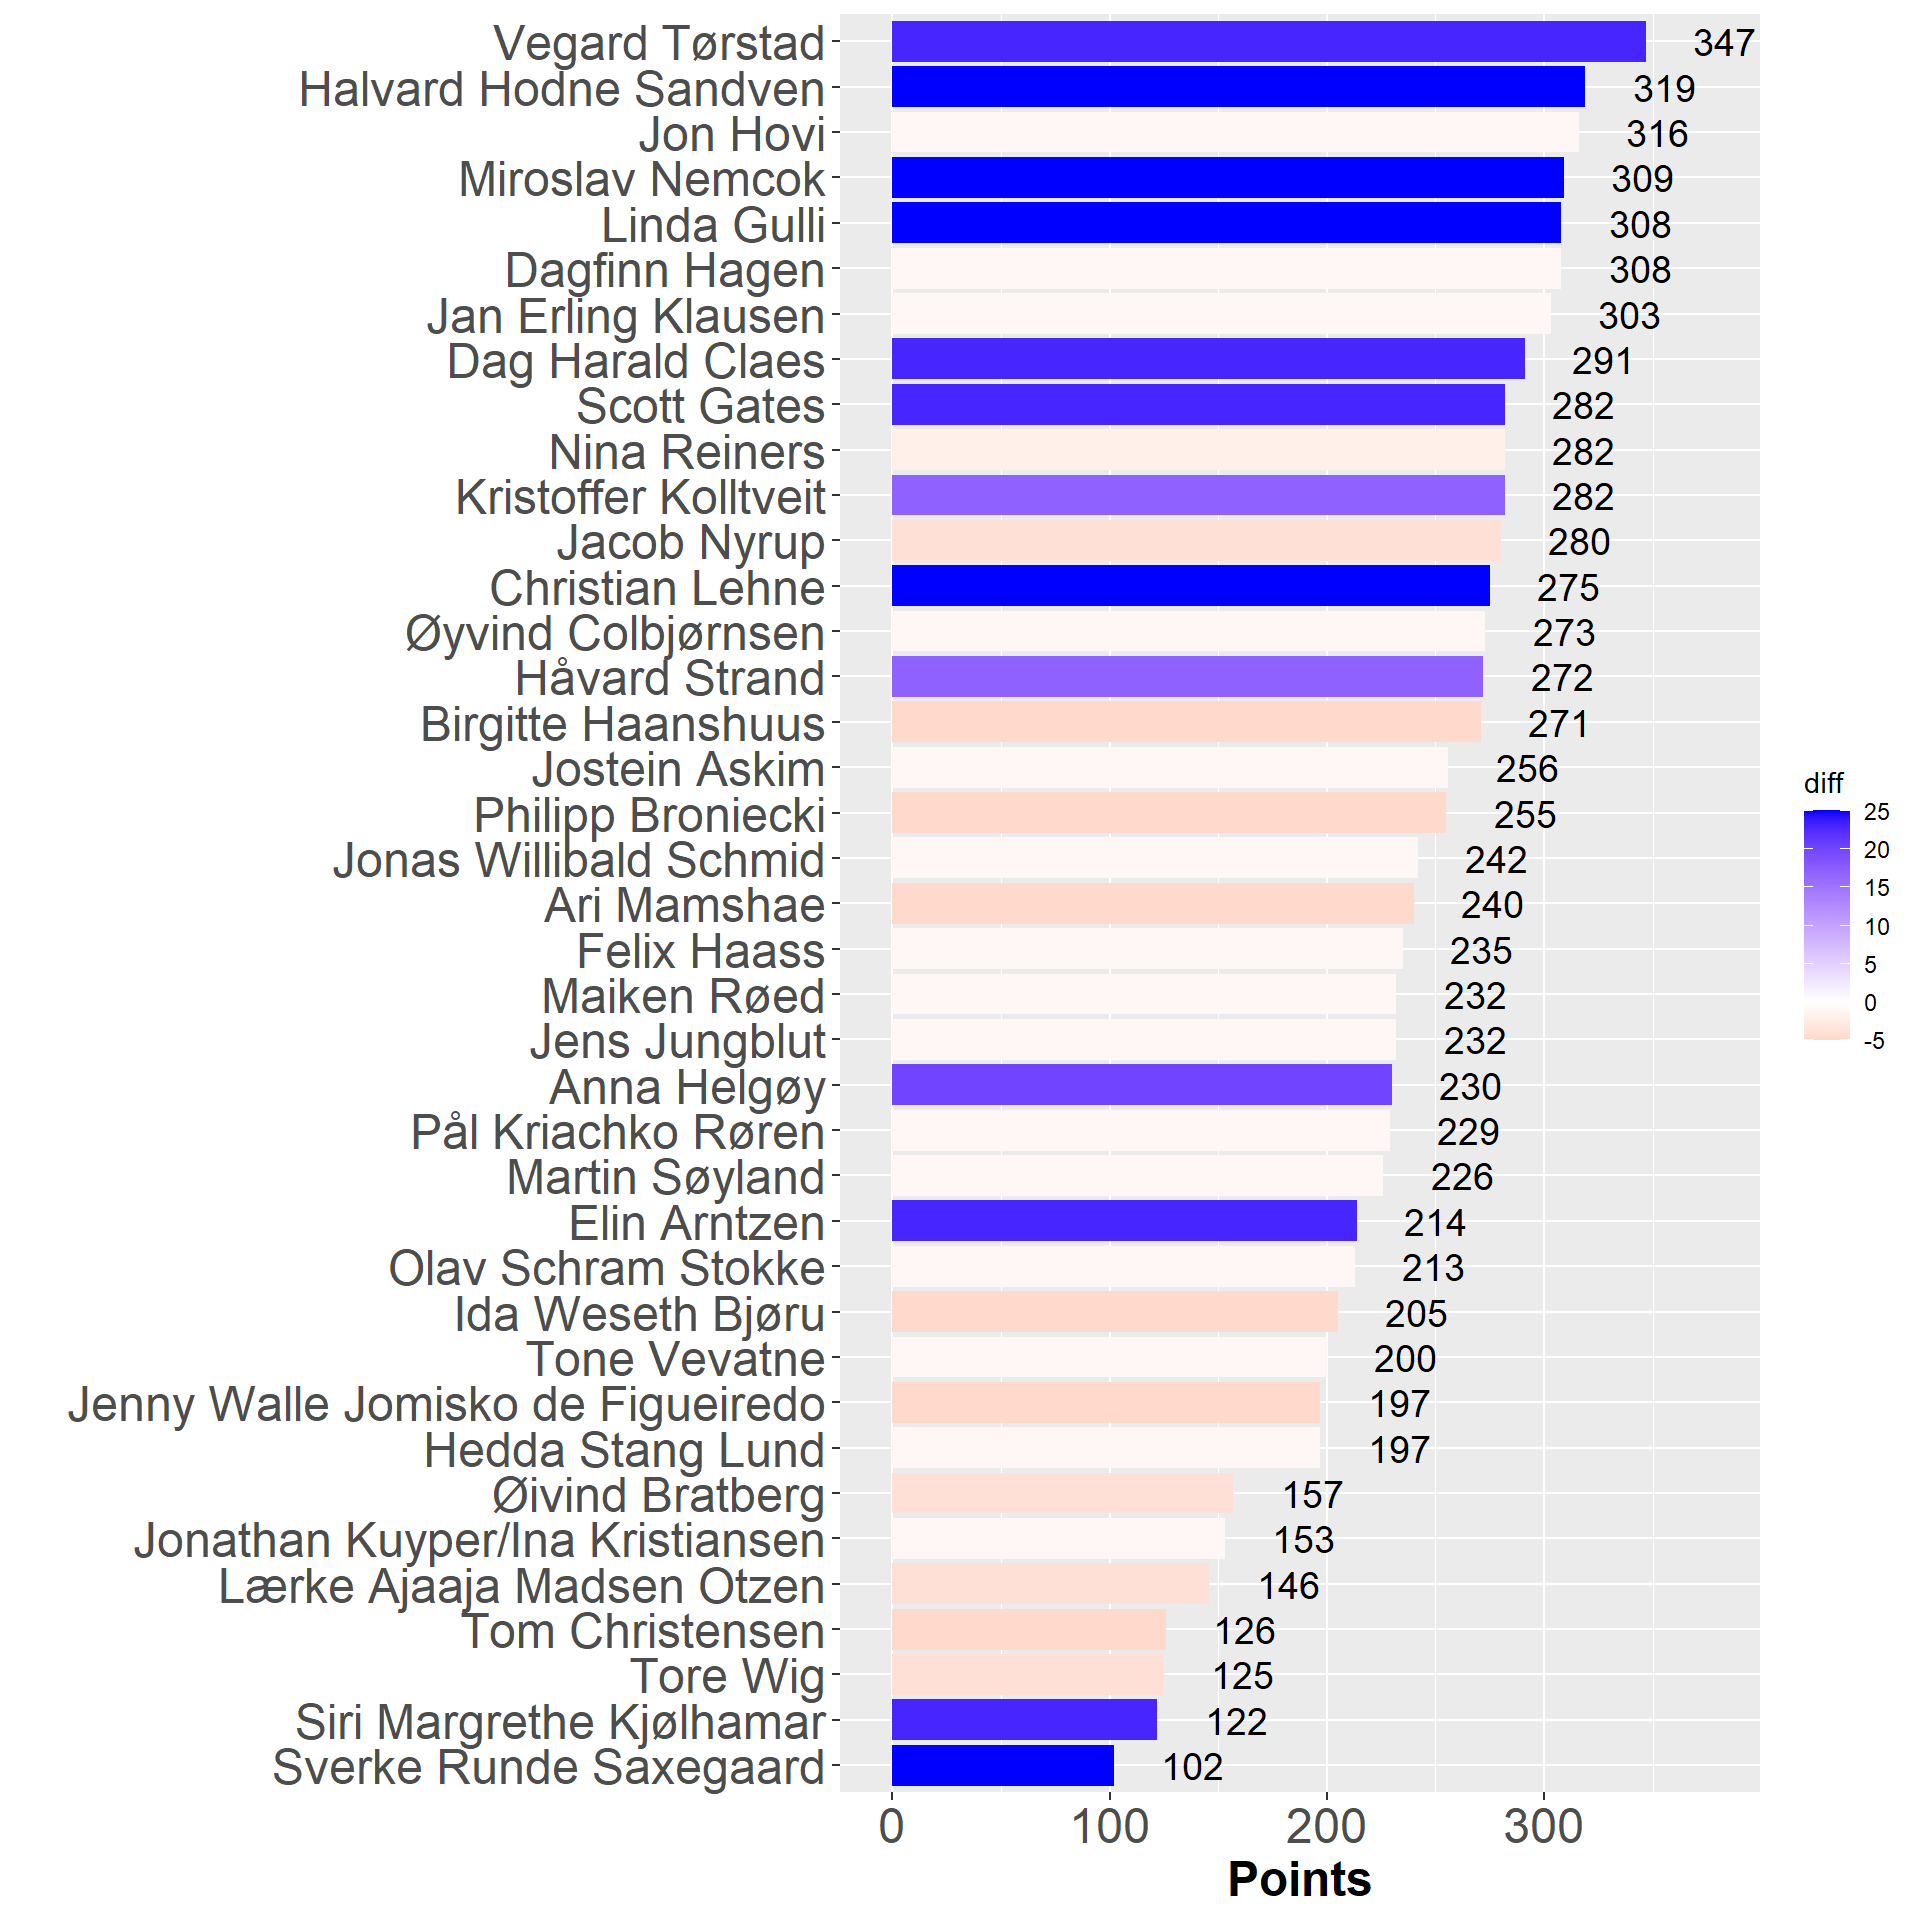 Vegard Tørstad 347
Halvard Hodne Sandven 319
Jon Hovi 316
Miroslav Nemcok 309
Linda Gulli 308
Dagfinn Hagen 308
Jan Erling Klausen 303
Dag Harald Claes 291
Scott Gates 282
Nina Reiners 282
Kristoffer Kolltveit 282
Jacob Nyrup 280
Christian Lehne 275
Øyvind Colbjørnsen 273
Håvard Strand 272
Birgitte Haanshuus 271
Jostein Askim 256
Philipp Broniecki 255
Jonas Willibald Schmid 242
Ari Mamshae 240
Felix Haass 235
Maiken Røed 232
Jens Jungblut 232
Anna Helgøy 230
Pål Kriachko Røren 229
Martin Søyland 226
Elin Arntzen 214
Olav Schram Stokke 213
Ida Weseth Bjøru 205
Tone Vevatne 200
Jenny Walle Jomisko de Figueiredo 197
Hedda Stang Lund 197
Øivind Bratberg 157
Jonathan Kuyper/Ina Kristiansen 153
Lærke Ajaaja Madsen Otzen 146
Tom Christensen 126
Tore Wig 125
Siri Margrethe Kjølhamar 122
Sverke Runde Saxegaard 102
0 100 200 300
Points
diff
25
20
15
10
5
0
-5